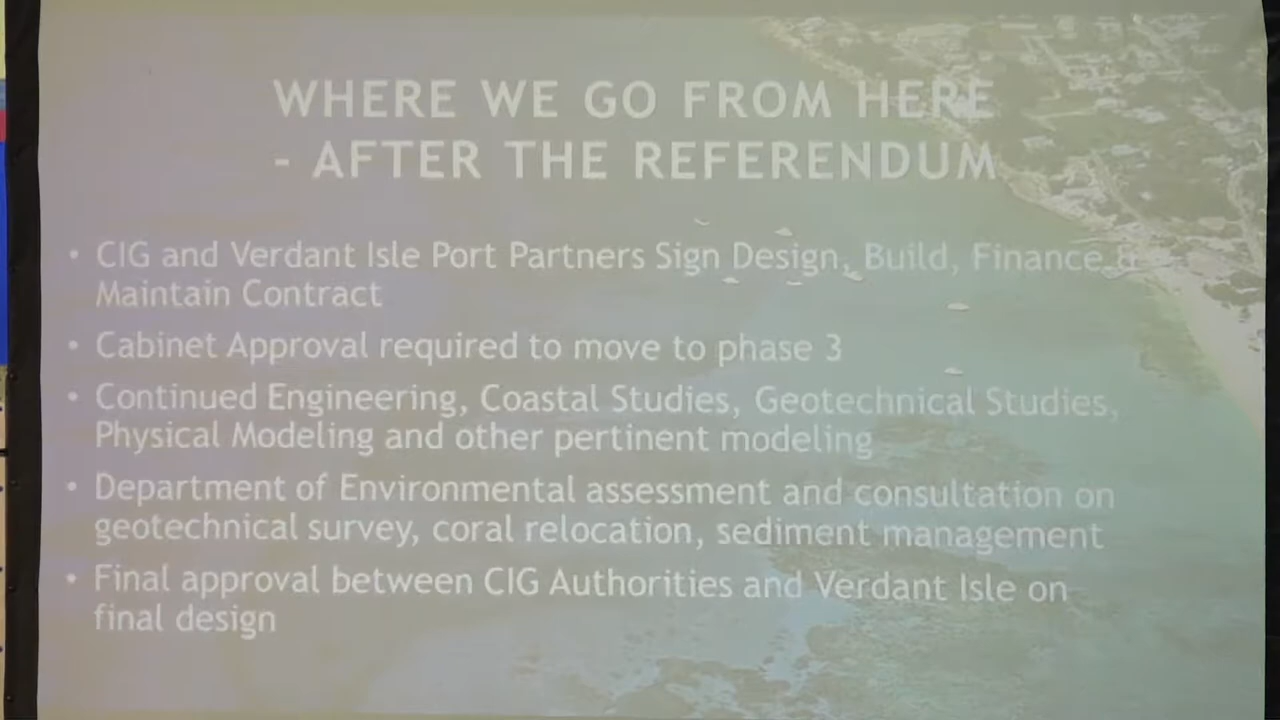 WHERE WE GO FROM HERE
- AFTER THE REFERENDUM
• CIG and Verdant Isle Port Partners Sign Design, Build, Finance &
Maintain Contract
• Cabinet Approval required to move to phase 3
• Continued Engineering, Coastal Studies, Geotechnical Studies,
Physical Modeling and other pertinent modeling
• Department of Environmental assessment and consultation on
geotechnical survey, coral relocation, sediment management
• Final approval between CIG Authorities and Verdant Isle on
final design